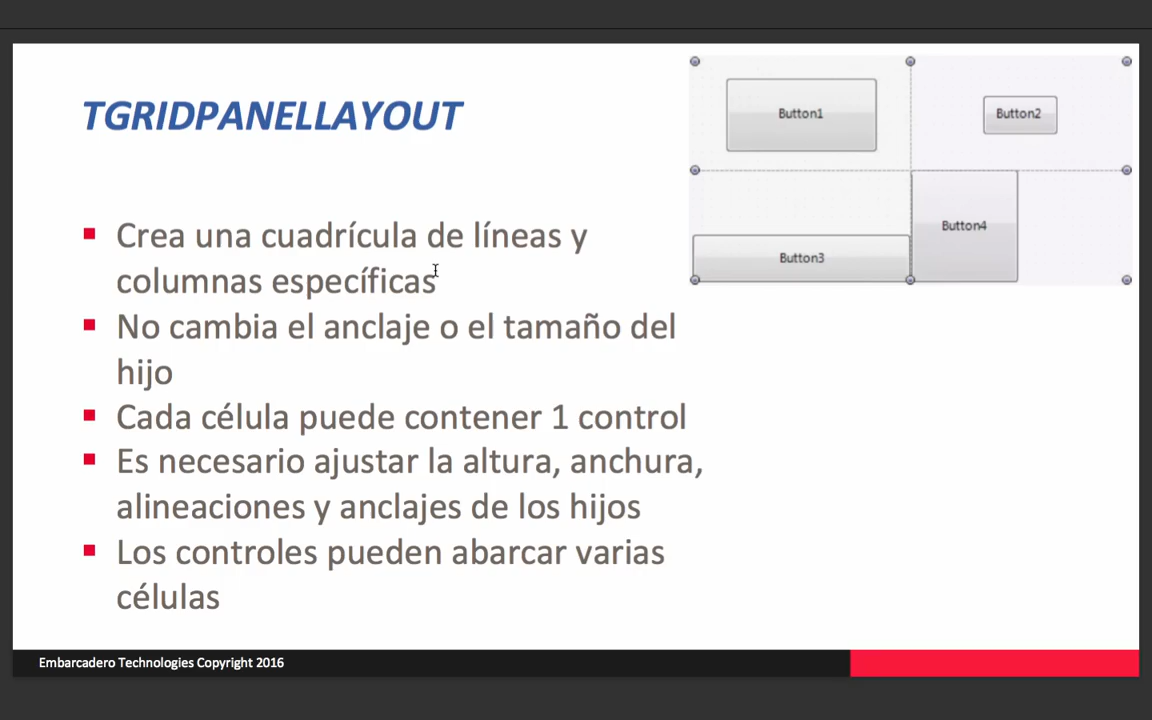 TGRIDPANELLAYOUT
Button1
Button2
Button3
Button4
Crea una cuadrícula de líneas y
columnas específicas
No cambia el anclaje o el tamaño del
hijo
Cada célula puede contener 1 control
Es necesario ajustar la altura, anchura,
alineaciones y anclajes de los hijos
Los controles pueden abarcar varias
células
Embarcadero Technologies Copyright 2016